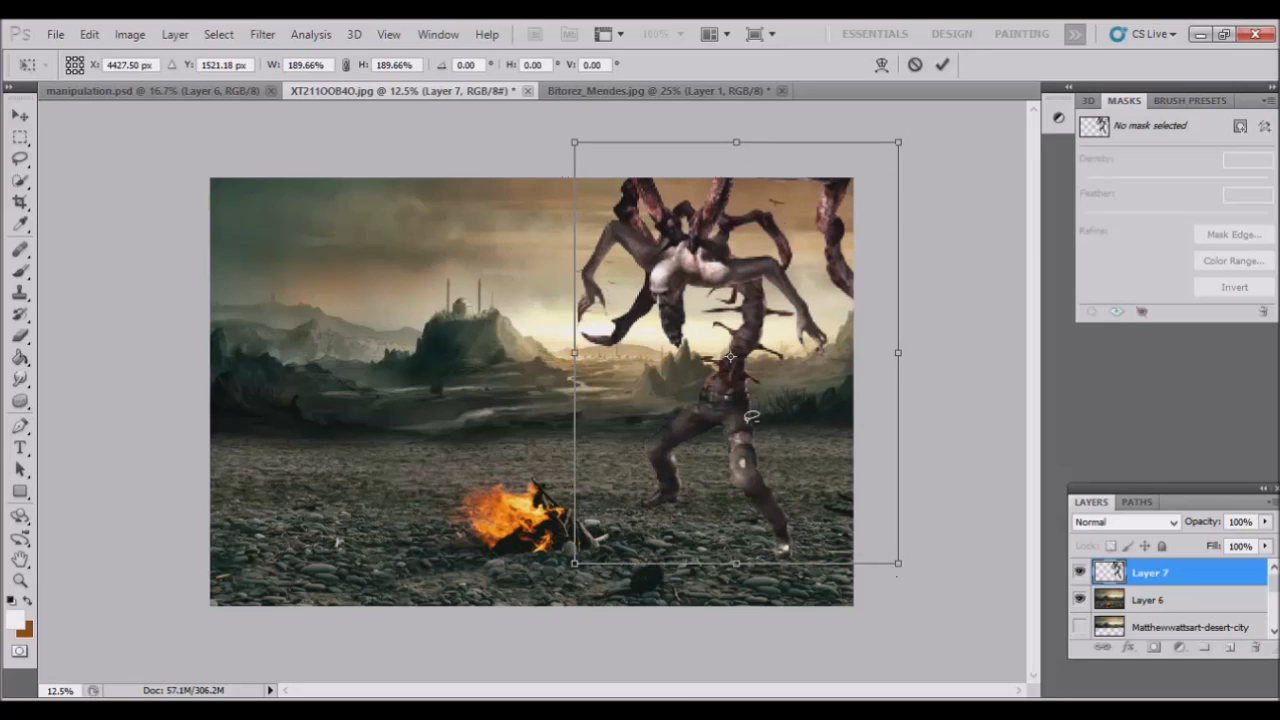 Ps File Edit Image Layer Select Filter Analysis 3D View Window Help Br Mb 100% ESSENTIALS DESIGN PAINTING CS Live
X: 4427.50 px Y: 1521.18 px W: 189.66% H: 189.66% 0.00 ° H: 0.00 ° V: 0.00 °
manipulation.psd @ 16.7% (Layer 6, RGB/8) XT211OOB4O.jpg @ 12.5% (Layer 7, RGB/8#) * Bitorez_Mendes.jpg @ 25% (Layer 1, RGB/8) *
3D MASKS BRUSH PRESETS
No mask selected
Density:
Feather:
Refine: Mask Edge...
Color Range...
Invert
LAYERS PATHS
Normal Opacity: 100%
Lock: Fill: 100%
Layer 7
Layer 6
Matthewwattsart-desert-city
12.5% Doc: 57.1M/306.2M